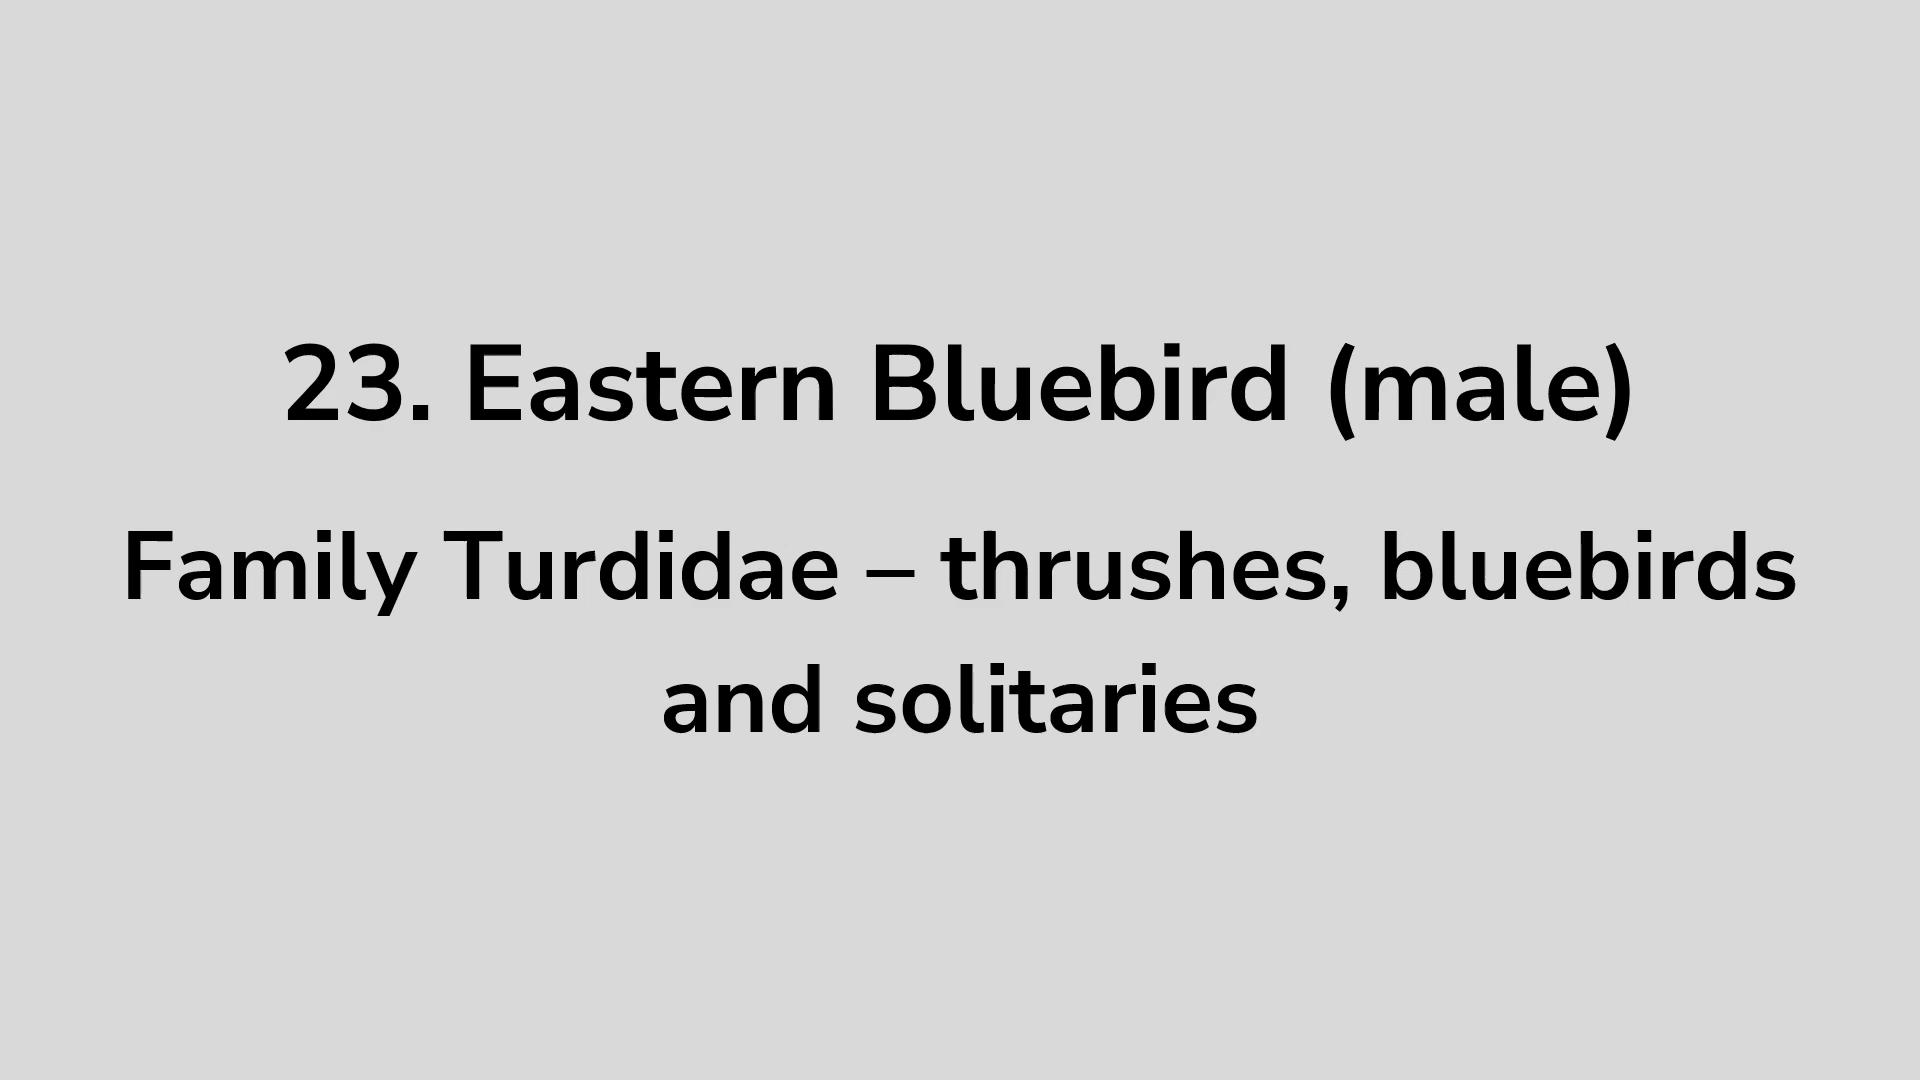 23. Eastern Bluebird (male)
Family Turdidae – thrushes, bluebirds
and solitaries